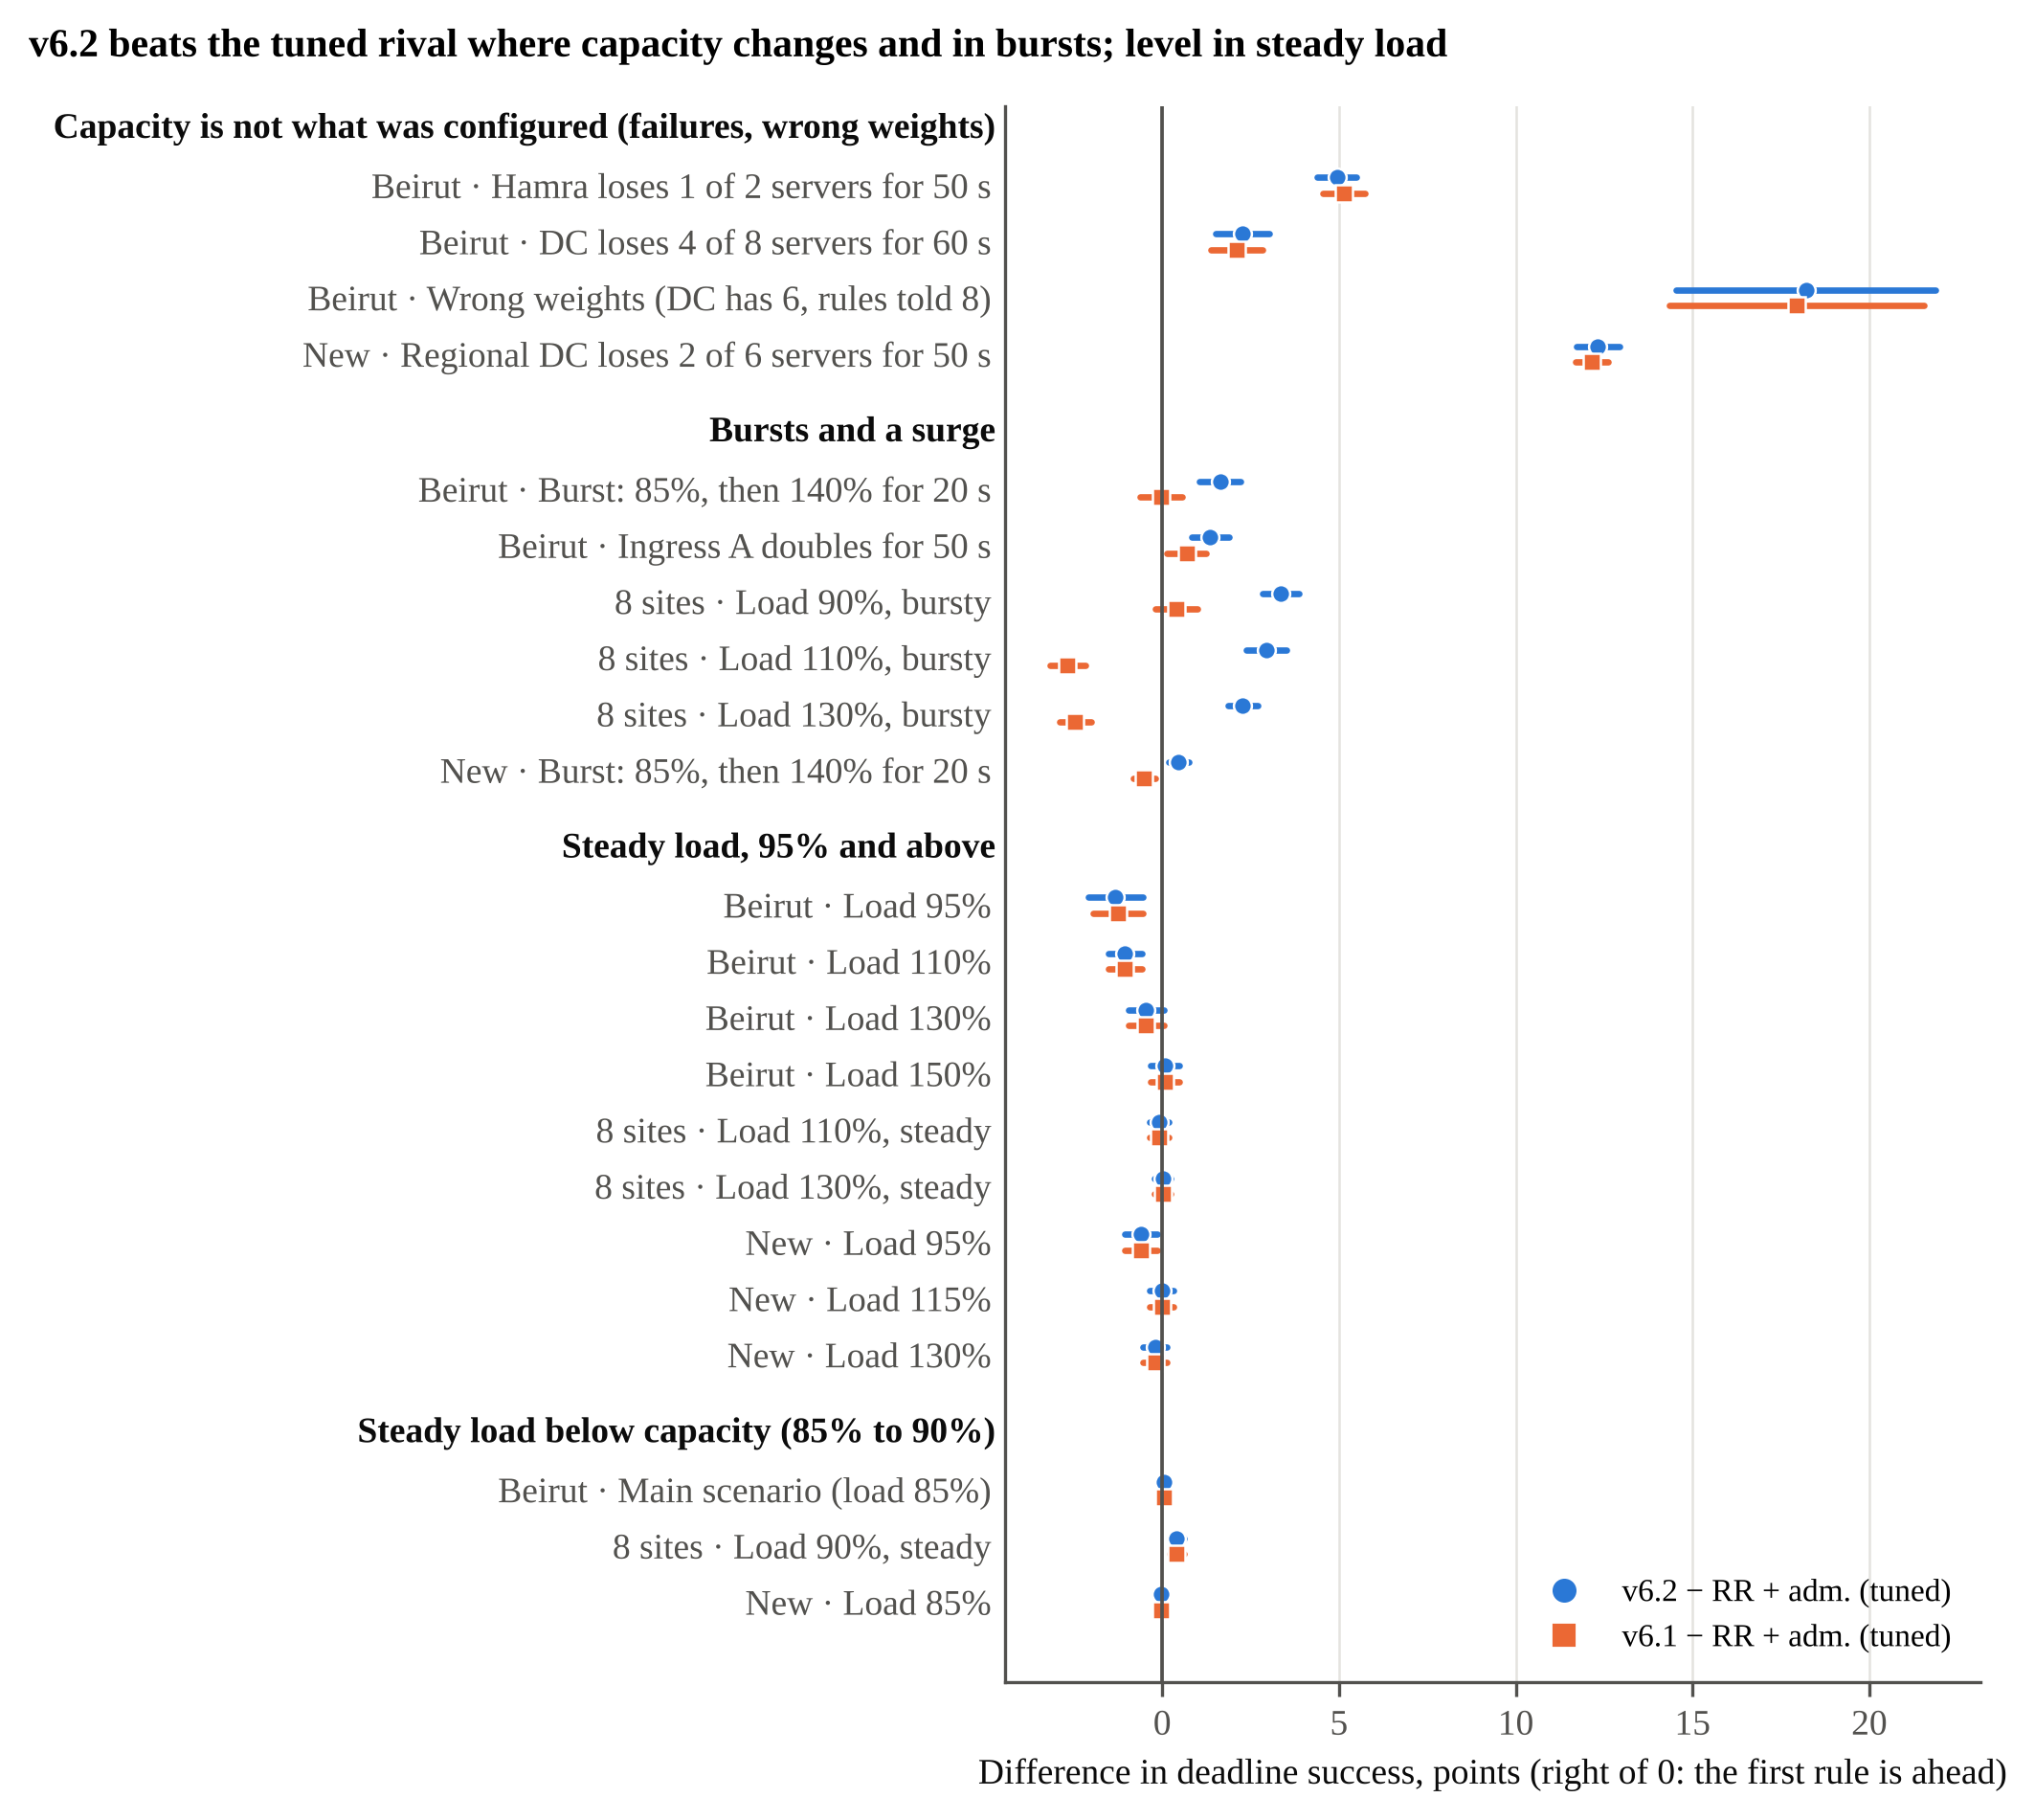 v6.2 beats the tuned rival where capacity changes and in bursts; level in steady load
Capacity is not what was configured (failures, wrong weights)
Beirut · Hamra loses 1 of 2 servers for 50 s
Beirut · DC loses 4 of 8 servers for 60 s
Beirut · Wrong weights (DC has 6, rules told 8)
New · Regional DC loses 2 of 6 servers for 50 s
Bursts and a surge
Beirut · Burst: 85%, then 140% for 20 s
Beirut · Ingress A doubles for 50 s
8 sites · Load 90%, bursty
8 sites · Load 110%, bursty
8 sites · Load 130%, bursty
New · Burst: 85%, then 140% for 20 s
Steady load, 95% and above
Beirut · Load 95%
Beirut · Load 110%
Beirut · Load 130%
Beirut · Load 150%
8 sites · Load 110%, steady
8 sites · Load 130%, steady
New · Load 95%
New · Load 115%
New · Load 130%
Steady load below capacity (85% to 90%)
Beirut · Main scenario (load 85%)
8 sites · Load 90%, steady
New · Load 85%
v6.2 − RR + adm. (tuned)
v6.1 − RR + adm. (tuned)
0 5 10 15 20
Difference in deadline success, points (right of 0: the first rule is ahead)